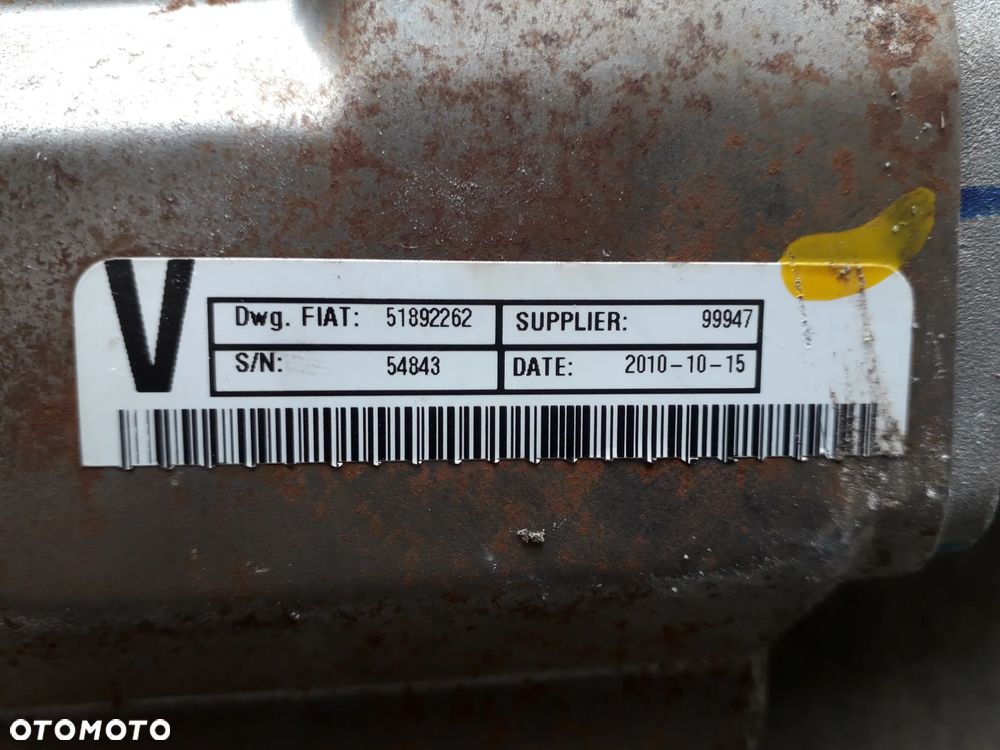 V
Dwg. FIAT: 51892262 SUPPLIER: 99947
S/N: 54843 DATE: 2010-10-15
OTOMOTO